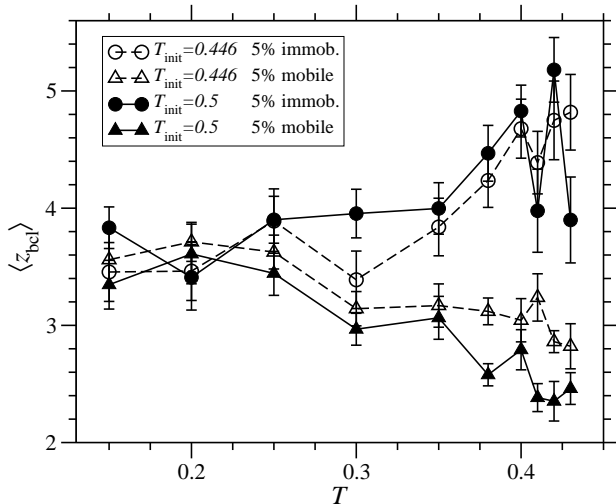 T_init=0.446 5% immob.
T_init=0.446 5% mobile
T_init=0.5 5% immob.
T_init=0.5 5% mobile
5
4
3
2
⟨z_bcl⟩
0.2 0.3 0.4
T